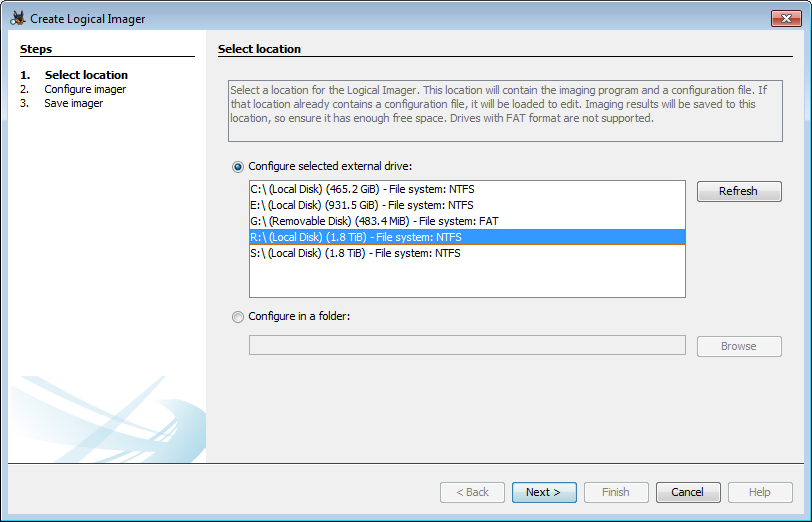 Create Logical Imager
Steps
1. Select location
2. Configure imager
3. Save imager
Select location
Select a location for the Logical Imager. This location will contain the imaging program and a configuration file. If
that location already contains a configuration file, it will be loaded to edit. Imaging results will be saved to this
location, so ensure it has enough free space. Drives with FAT format are not supported.
Configure selected external drive:
C:\ (Local Disk) (465.2 GiB) - File system: NTFS
E:\ (Local Disk) (931.5 GiB) - File system: NTFS
G:\ (Removable Disk) (483.4 MiB) - File system: FAT
R:\ (Local Disk) (1.8 TiB) - File system: NTFS
S:\ (Local Disk) (1.8 TiB) - File system: NTFS
Refresh
Configure in a folder:
Browse
< Back Next > Finish Cancel Help